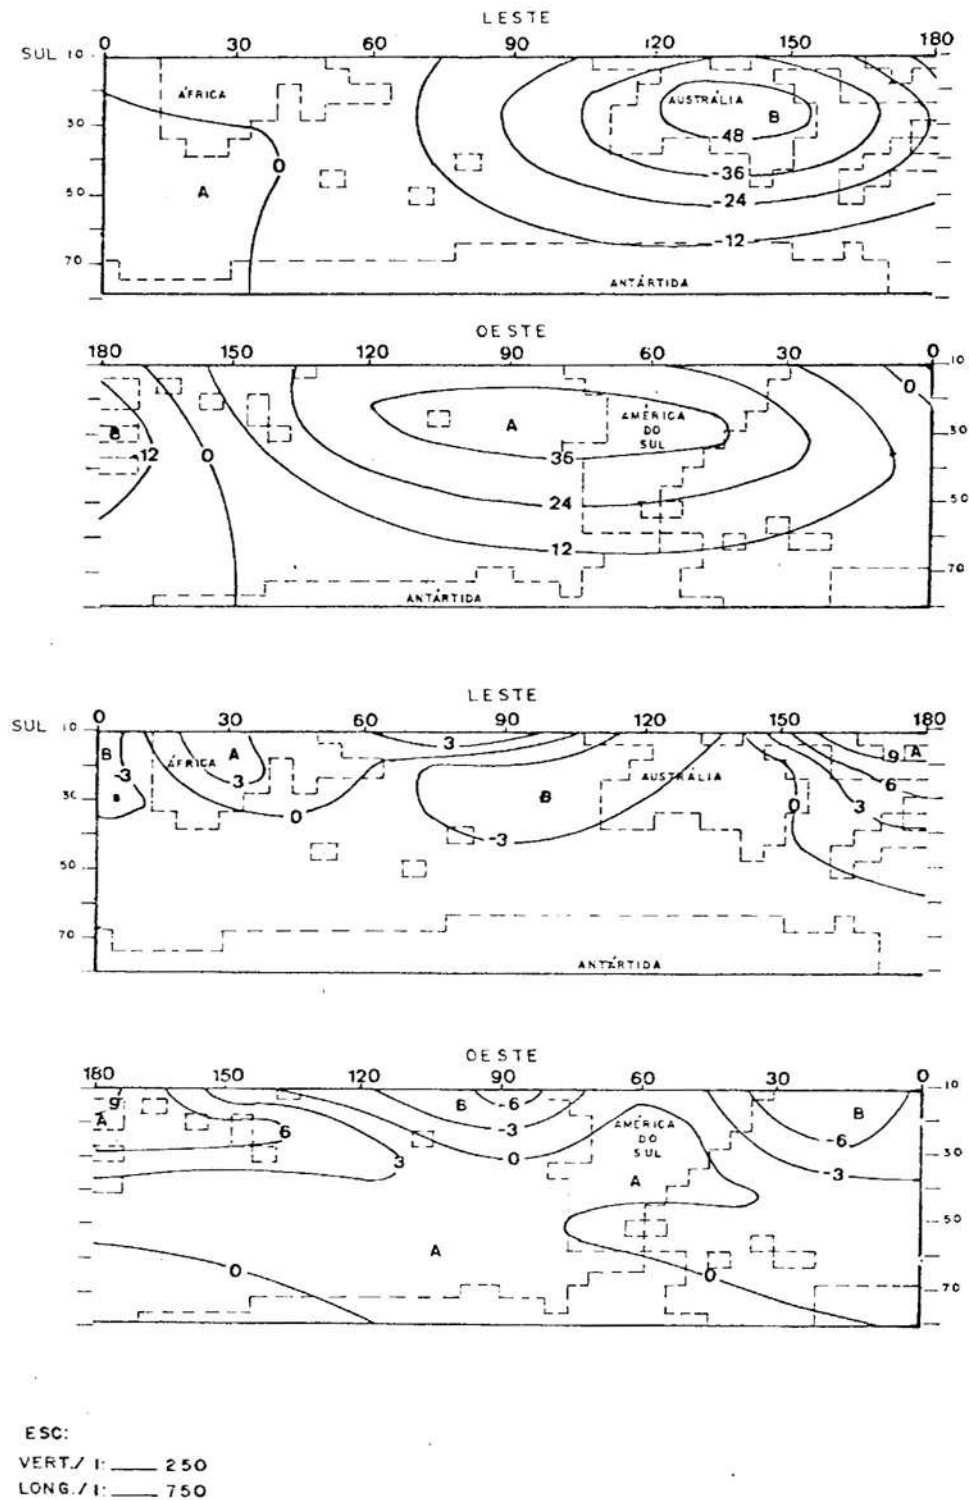 LESTE
SUL 10 0 30 60 90 120 150 180
ÁFRICA
AUSTRÁLIA
B
30
-48
0
-36
A
50
-24
-12
70
ANTÁRTIDA
OESTE
180 150 120 90 60 30 0
10
0
A
AMÉRICA
DO
SUL
30
-12
0
36
24
50
12
70
ANTÁRTIDA
LESTE
SUL 10 0 30 60 90 120 150 180
B
A
3
9
A
ÁFRICA
-3
3
AUSTRÁLIA
6
30
B
0
3
0
-3
50
70
ANTÁRTIDA
OESTE
180 150 120 90 60 30 0
10
9
B
-6
B
A
-3
AMÉRICA
DO
SUL
6
-6
30
3
0
-3
A
50
A
0
0
70
ESC:
VERT./ 1: ____ 250
LONG./ 1: ____ 750